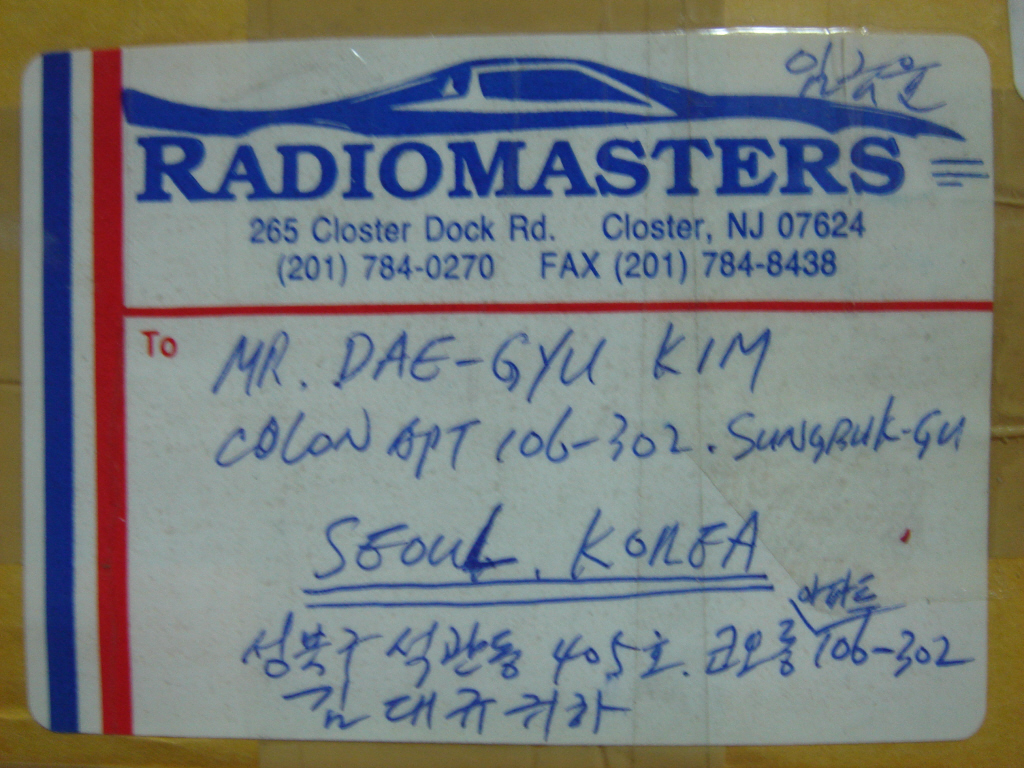 RADIOMASTERS
265 Closter Dock Rd. Closter, NJ 07624
(201) 784-0270 FAX (201) 784-8438
To MR. DAE-GYU KIM
COLON APT 106-302. SUNGBUK-GU
SEOUL. KOREA
아파트
성북구 석관동 405호. 코오롱 106-302
김대규 귀하